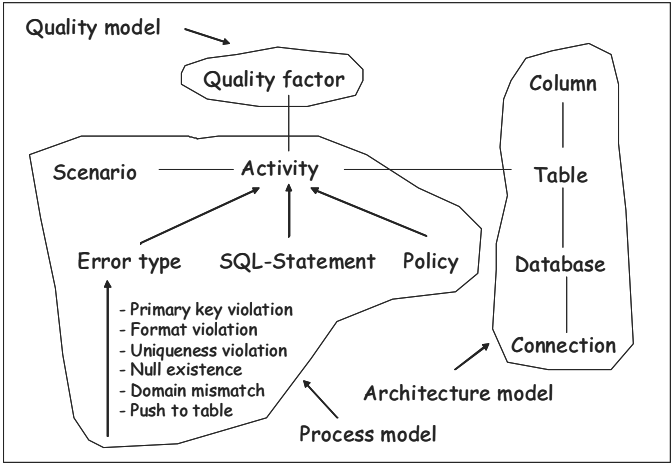 Quality model
Quality factor
Column
Scenario
Activity
Table
Error type
SQL-Statement
Policy
Database
- Primary key violation
- Format violation
- Uniqueness violation
- Null existence
- Domain mismatch
- Push to table
Connection
Architecture model
Process model